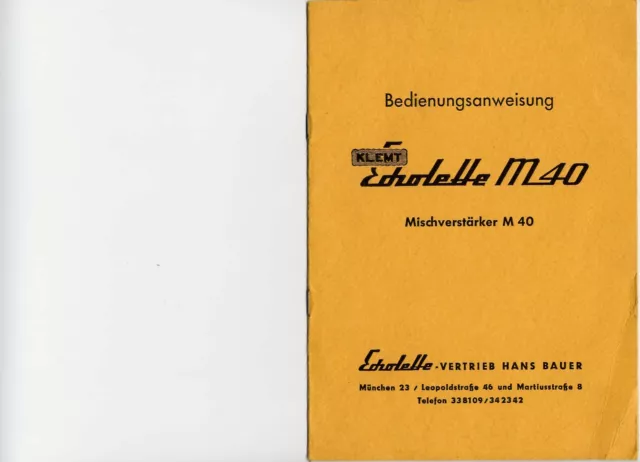 Bedienungsanweisung
KLEMT
Echolette M40
Mischverstärker M 40
Echolette-VERTRIEB HANS BAUER
München 23 / Leopoldstraße 46 und Martiusstraße 8
Telefon 338109/342342